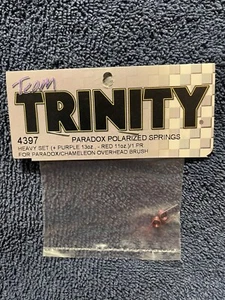 Team
TRINITY
4397 PARADOX POLARIZED SPRINGS
HEAVY SET (+ PURPLE 13oz., - RED 11oz.)/1 PR.
FOR PARADOX/CHAMELEON OVERHEAD BRUSH